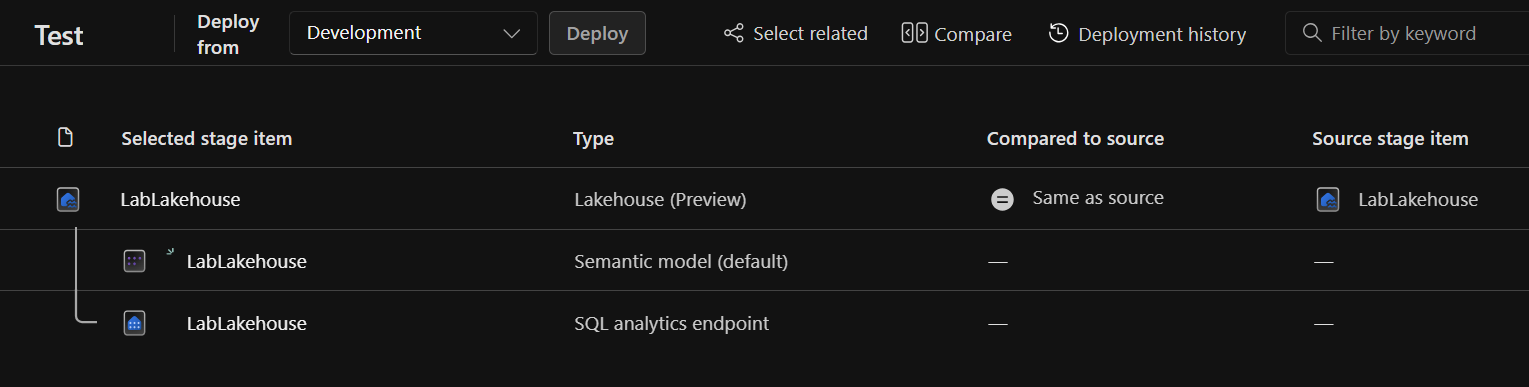 Test
Deploy from
Development
Deploy
Select related
Compare
Deployment history
Filter by keyword
Selected stage item Type Compared to source Source stage item
LabLakehouse Lakehouse (Preview) Same as source LabLakehouse
LabLakehouse Semantic model (default) — —
LabLakehouse SQL analytics endpoint — —